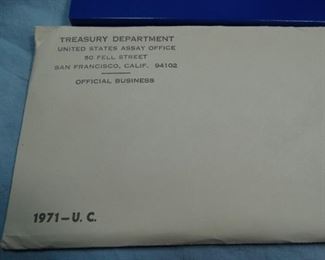 TREASURY DEPARTMENT
UNITED STATES ASSAY OFFICE
50 FELL STREET
SAN FRANCISCO, CALIF. 94102
OFFICIAL BUSINESS
1971-U. C.